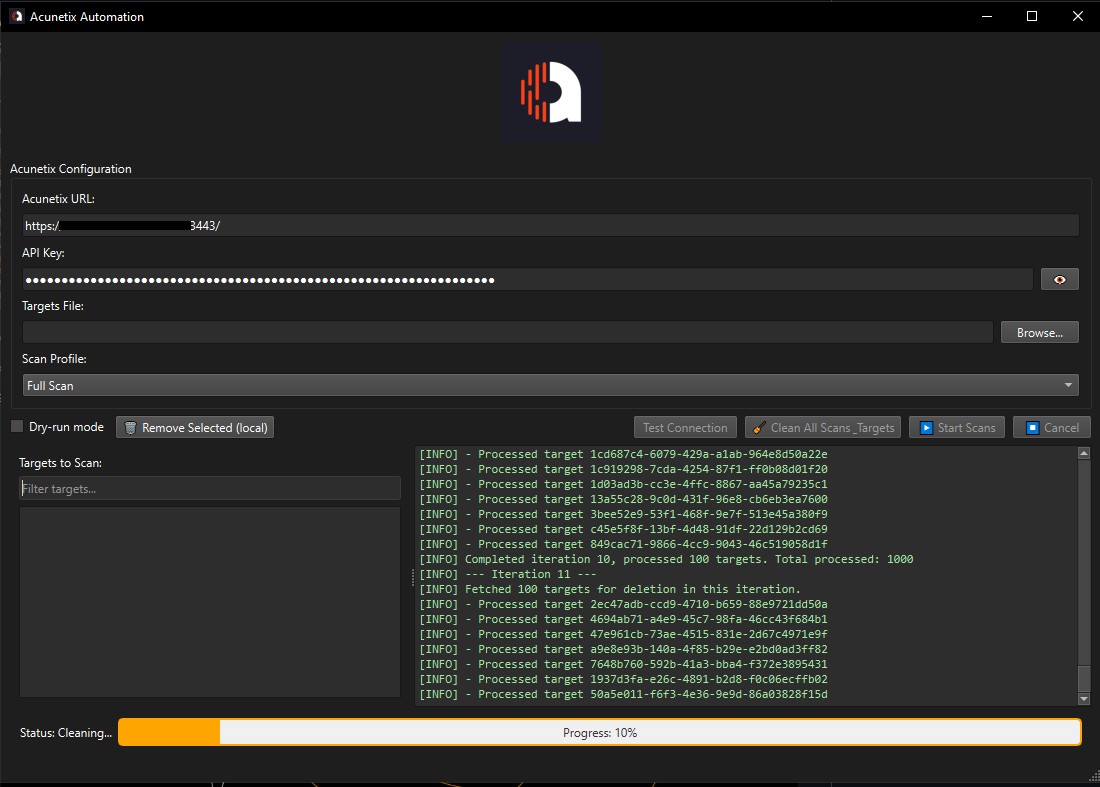 Acunetix Automation
Acunetix Configuration
Acunetix URL:
https:/ 3443/
API Key:
Targets File:
Browse...
Scan Profile:
Full Scan
Dry-run mode
Remove Selected (local)
Test Connection
Clean All Scans_Targets
Start Scans
Cancel
Targets to Scan:
Filter targets...
[INFO] - Processed target 1cd687c4-6079-429a-a1ab-964e8d50a22e
[INFO] - Processed target 1c919298-7cda-4254-87f1-ff0b08d01f20
[INFO] - Processed target 1d03ad3b-cc3e-4ffc-8867-aa45a79235c1
[INFO] - Processed target 13a55c28-9c0d-431f-96e8-cb6eb3ea7600
[INFO] - Processed target 3bee52e9-53f1-468f-9e7f-513e45a380f9
[INFO] - Processed target c45e5f8f-13bf-4d48-91df-22d129b2cd69
[INFO] - Processed target 849cac71-9866-4cc9-9043-46c519058d1f
[INFO] Completed iteration 10, processed 100 targets. Total processed: 1000
[INFO] --- Iteration 11 ---
[INFO] Fetched 100 targets for deletion in this iteration.
[INFO] - Processed target 2ec47adb-ccd9-4710-b659-88e9721dd50a
[INFO] - Processed target 4694ab71-a4e9-45c7-98fa-46cc43f684b1
[INFO] - Processed target 47e961cb-73ae-4515-831e-2d67c4971e9f
[INFO] - Processed target a9e8e93b-140a-4f85-b29e-e2bd0ad3ff82
[INFO] - Processed target 7648b760-592b-41a3-bba4-f372e3895431
[INFO] - Processed target 1937d3fa-e26c-4891-b2d8-f0c06ecffb02
[INFO] - Processed target 50a5e011-f6f3-4e36-9e9d-86a03828f15d
Status: Cleaning...
Progress: 10%